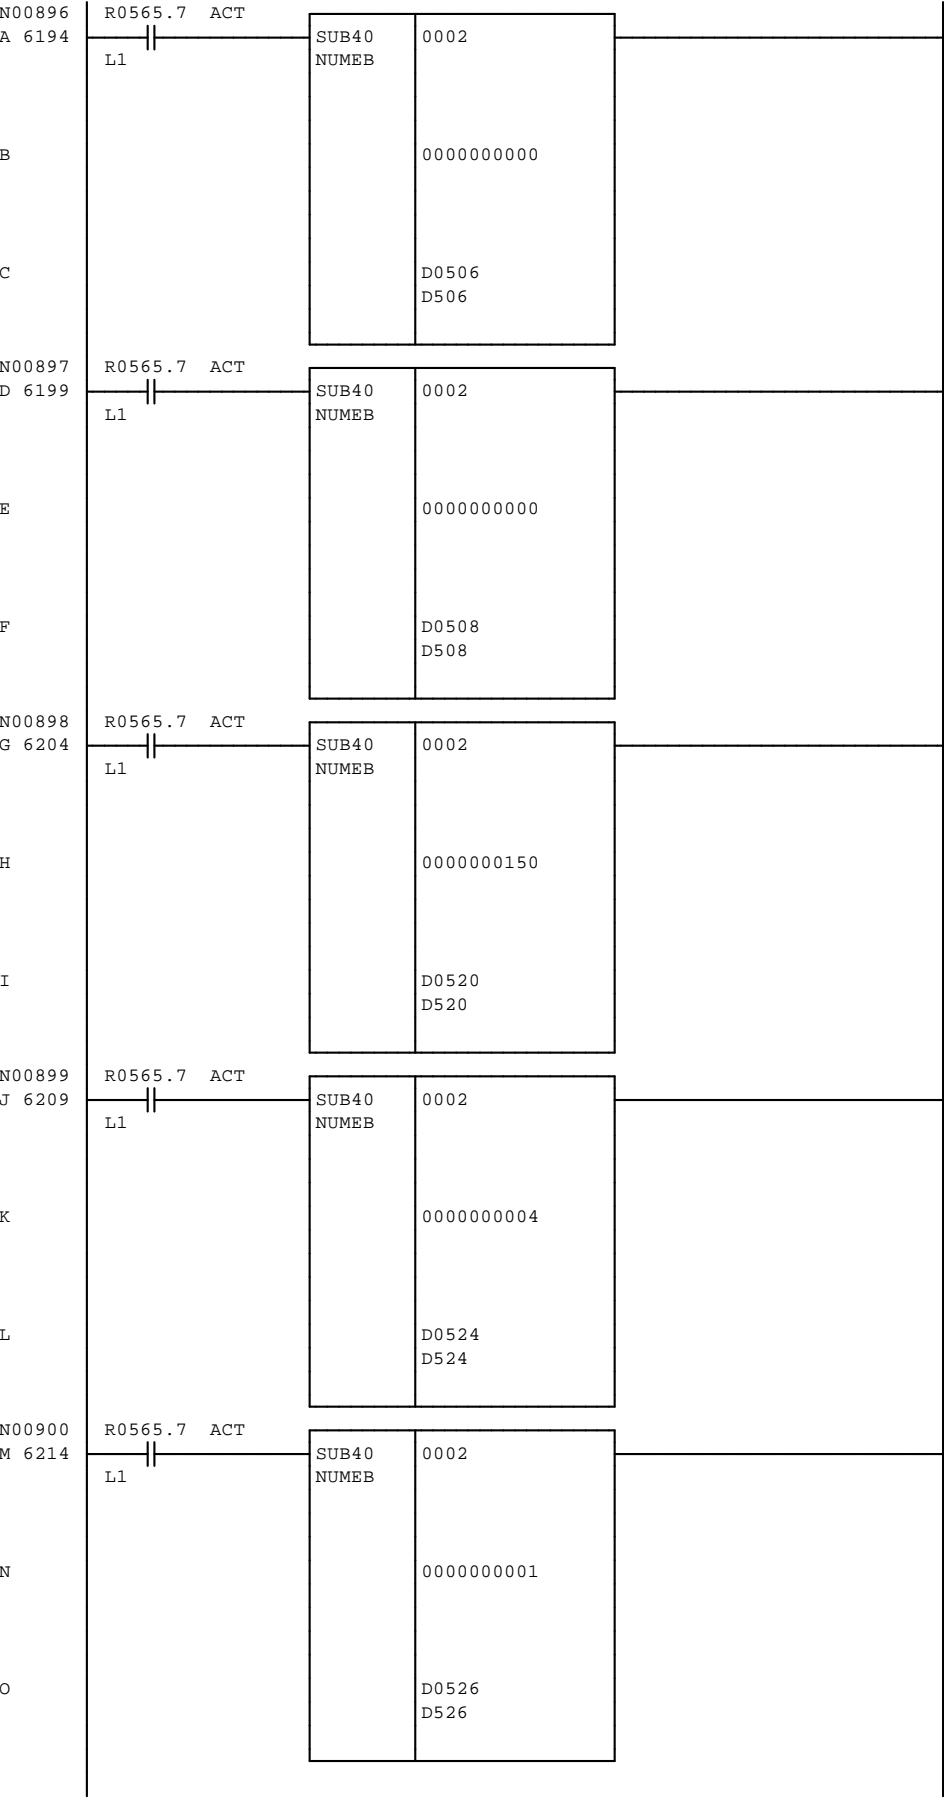 N00896 R0565.7 ACT
A 6194 SUB40 0002
L1 NUMEB
B 0000000000
C D0506
D506
N00897 R0565.7 ACT
D 6199 SUB40 0002
L1 NUMEB
E 0000000000
F D0508
D508
N00898 R0565.7 ACT
G 6204 SUB40 0002
L1 NUMEB
H 0000000150
I D0520
D520
N00899 R0565.7 ACT
J 6209 SUB40 0002
L1 NUMEB
K 0000000004
L D0524
D524
N00900 R0565.7 ACT
M 6214 SUB40 0002
L1 NUMEB
N 0000000001
O D0526
D526